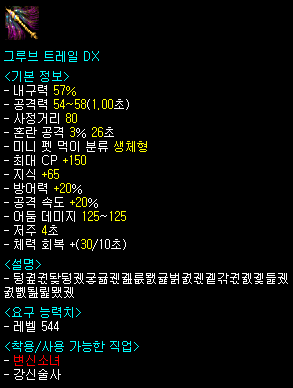 그루브 트레일 DX
<기본 정보>
- 내구력 57%
- 공격력 54~58(1,00초)
- 사정거리 80
- 혼란 공격 3% 26초
- 미니 펫 먹이 분류 생체형
- 최대 CP +150
- 지식 +65
- 방어력 +20%
- 공격 속도 +20%
- 어둠 데미지 125~125
- 저주 4초
- 체력 회복 +(30/10초)
<설명>
<요구 능력치>
- 레벨 544
<착용/사용 가능한 직업>
- 변신소녀
- 강신술사